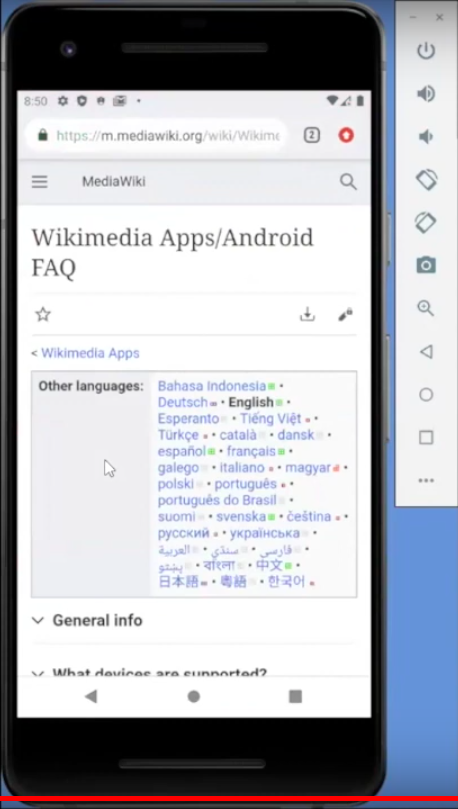 8:50
https://m.mediawiki.org/wiki/Wikime
2
MediaWiki
Wikimedia Apps/Android
FAQ
< Wikimedia Apps
Other languages:
Bahasa Indonesia •
Deutsch • English •
Esperanto • Tiếng Việt •
Türkçe • català • dansk •
español • français •
galego • italiano • magyar •
polski • português •
português do Brasil •
suomi • svenska • čeština •
русский • українська •
العربية • سنڌي • فارسی •
پښتو • বাংলা • 中文 •
日本語 • 粵語 • 한국어
General info
What devices are supported?